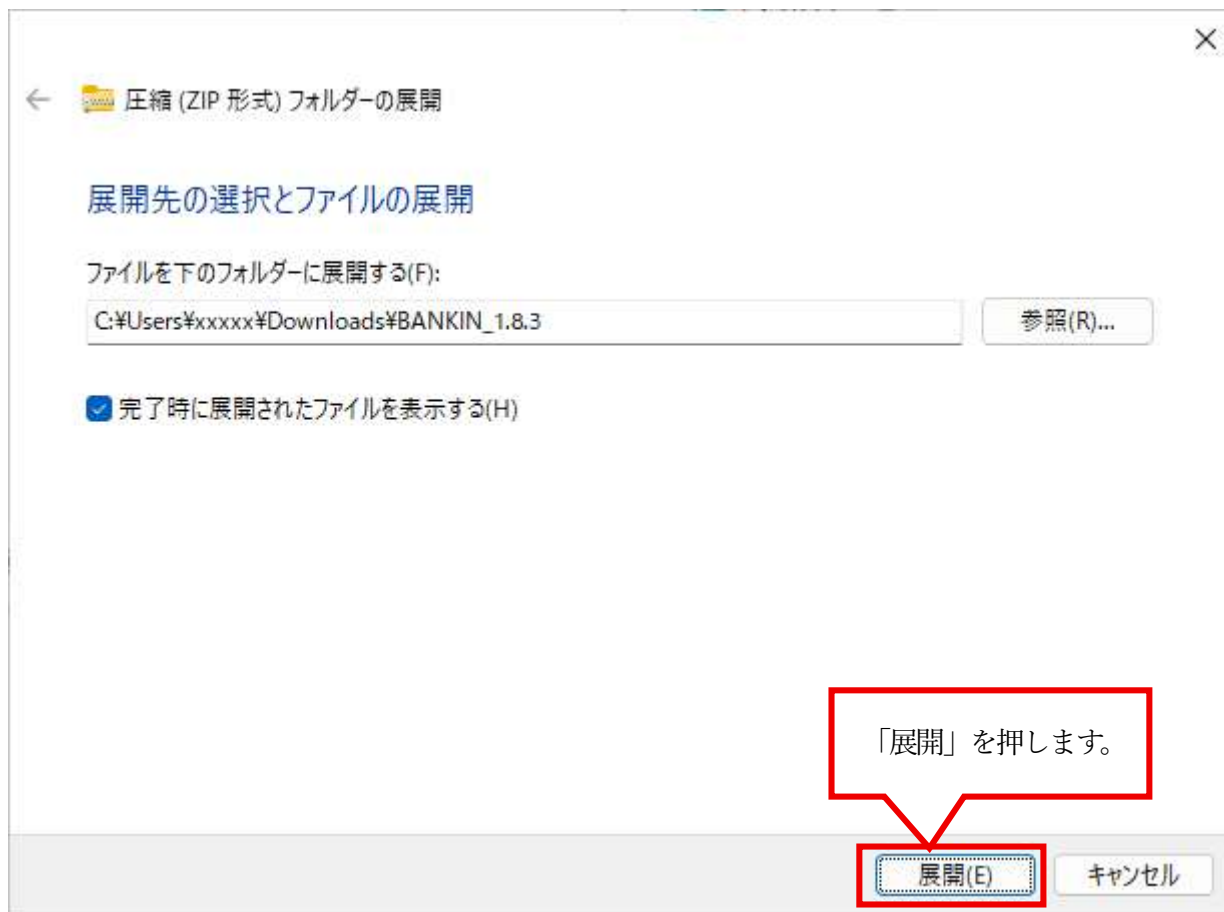 圧縮 (ZIP 形式) フォルダーの展開
展開先の選択とファイルの展開
ファイルを下のフォルダーに展開する(F):
C:¥Users¥xxxxx¥Downloads¥BANKIN_1.8.3
参照(R)...
完了時に展開されたファイルを表示する(H)
「展開」を押します。
展開(E)
キャンセル